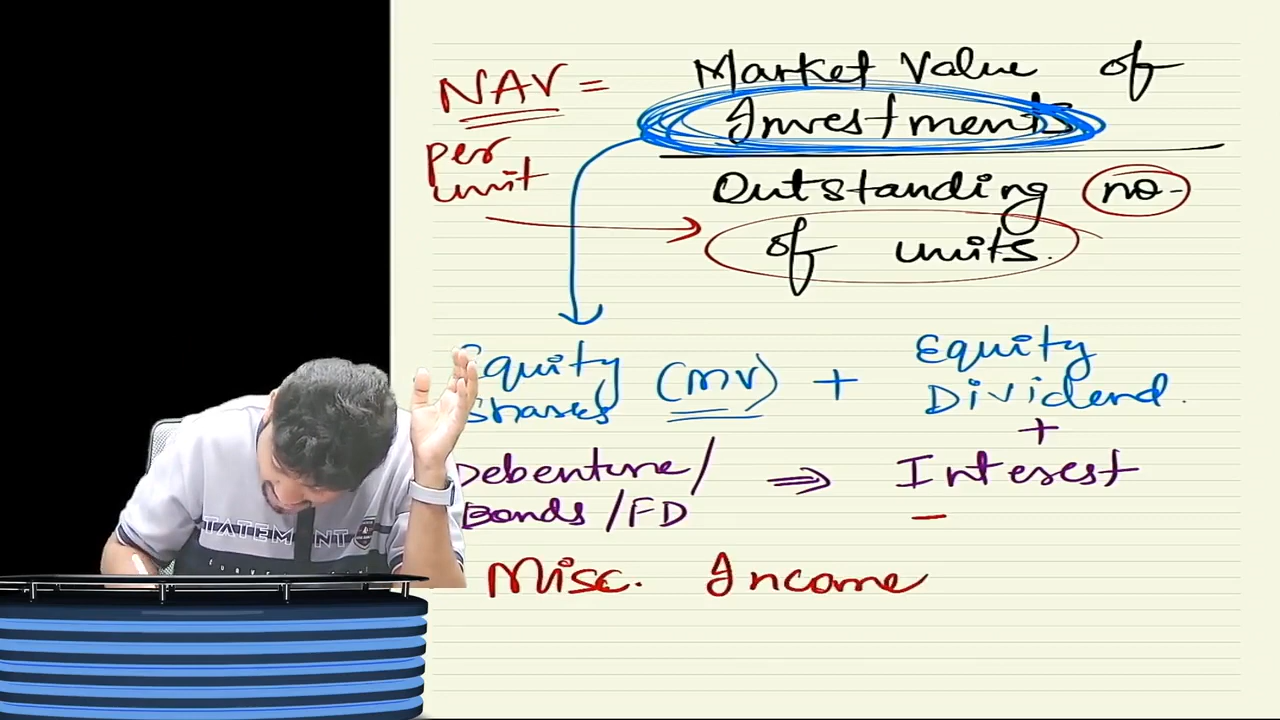 NAV = Market Value of
Investments
per
unit
Outstanding no.
of units.
Equity
Shares (MV) + Equity
Dividend.
+
Debenture/
Bonds/FD ⇒ Interest
Misc. Income
TATEMENT